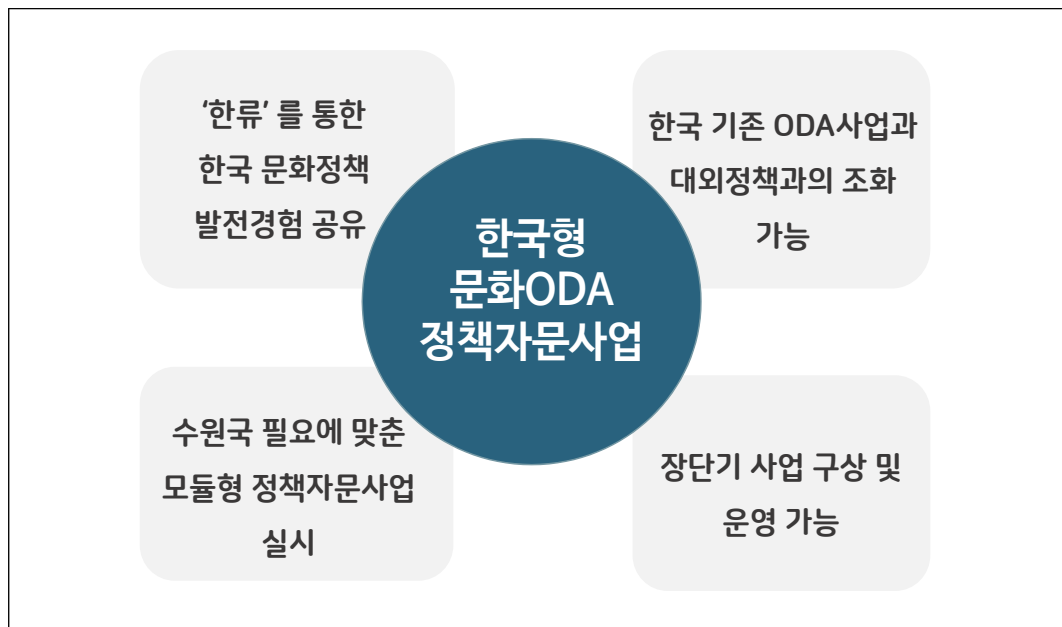 ‘한류’ 를 통한
한국 문화정책
발전경험 공유
한국 기존 ODA사업과
대외정책과의 조화
가능
한국형
문화ODA
정책자문사업
수원국 필요에 맞춘
모듈형 정책자문사업
실시
장단기 사업 구상 및
운영 가능